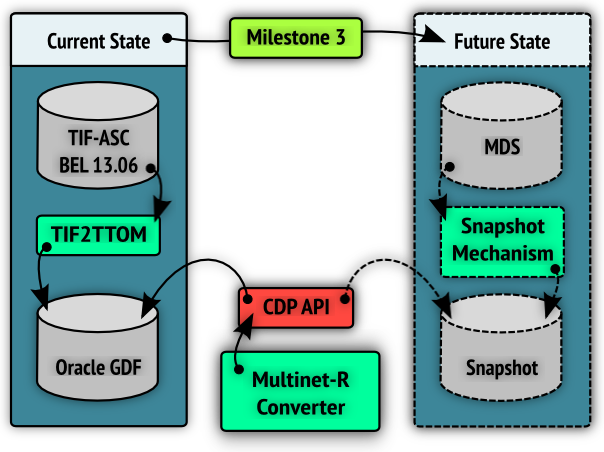 Current State
Milestone 3
Future State
TIF-ASC
BEL 13.06
MDS
TIF2TTOM
Snapshot
Mechanism
CDP API
Oracle GDF
Snapshot
Multinet-R
Converter